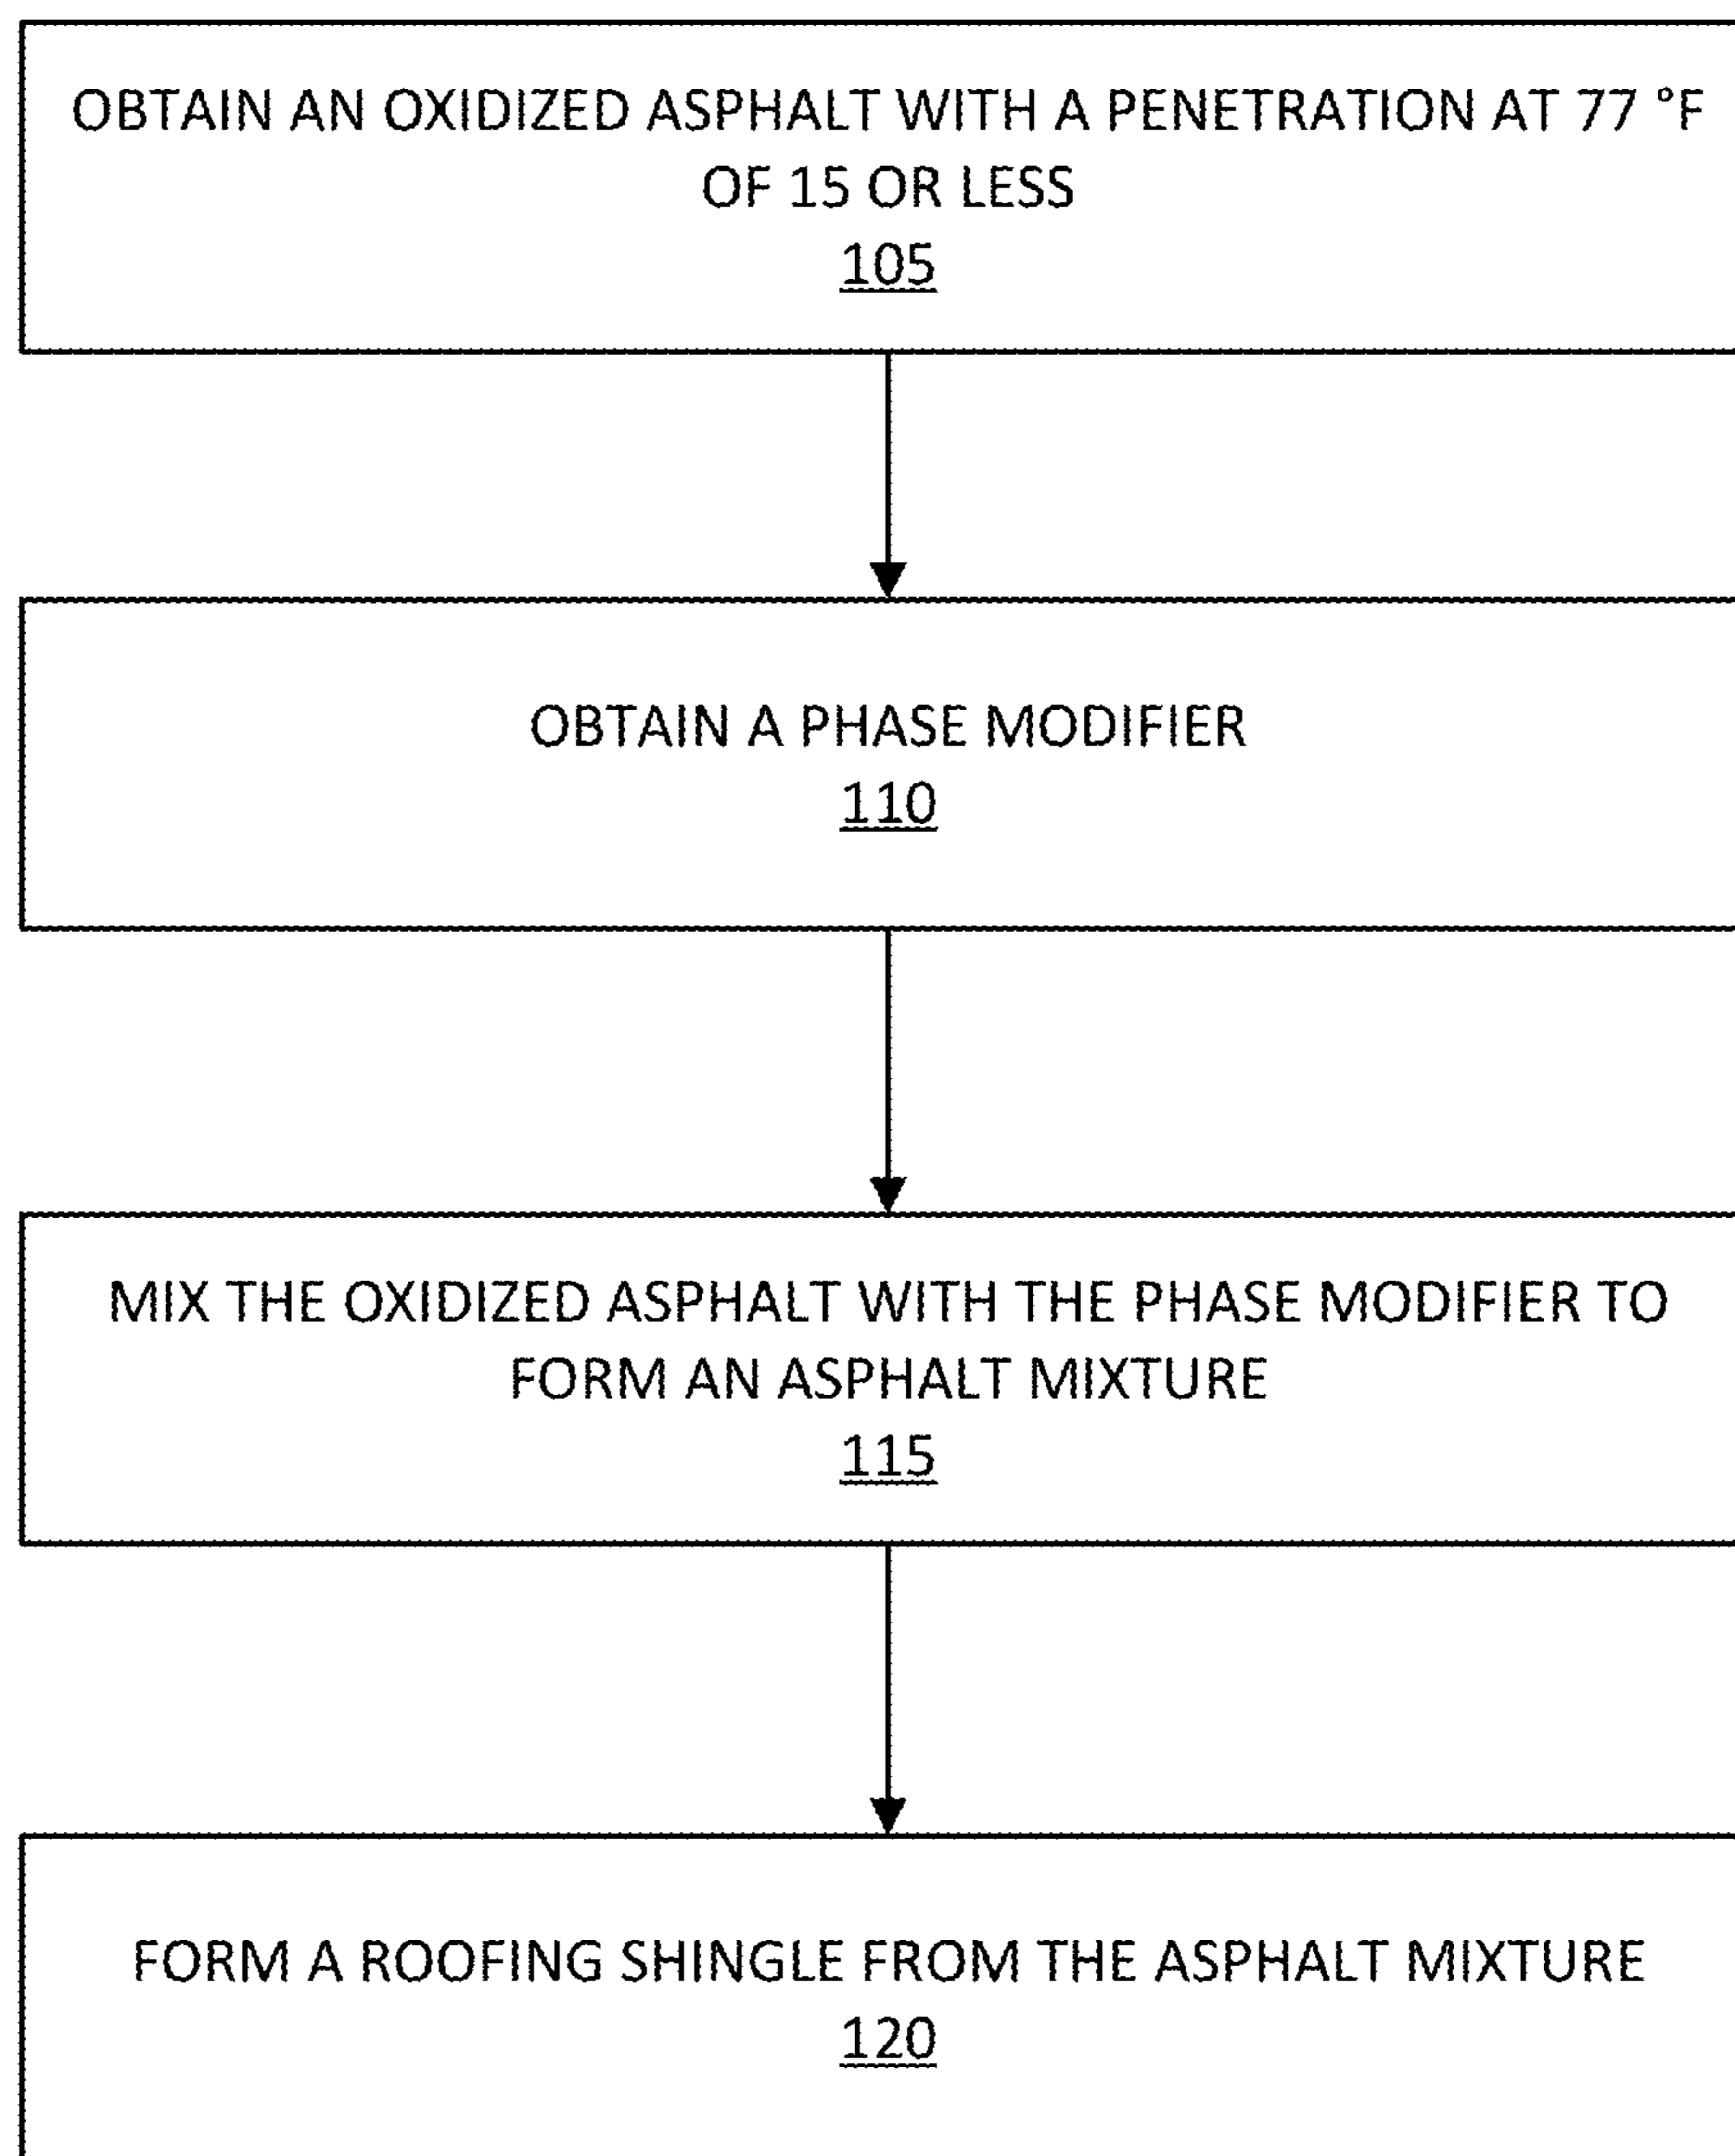 OBTAIN AN OXIDIZED ASPHALT WITH A PENETRATION AT 77 °F
OF 15 OR LESS
105
OBTAIN A PHASE MODIFIER
110
MIX THE OXIDIZED ASPHALT WITH THE PHASE MODIFIER TO
FORM AN ASPHALT MIXTURE
115
FORM A ROOFING SHINGLE FROM THE ASPHALT MIXTURE
120